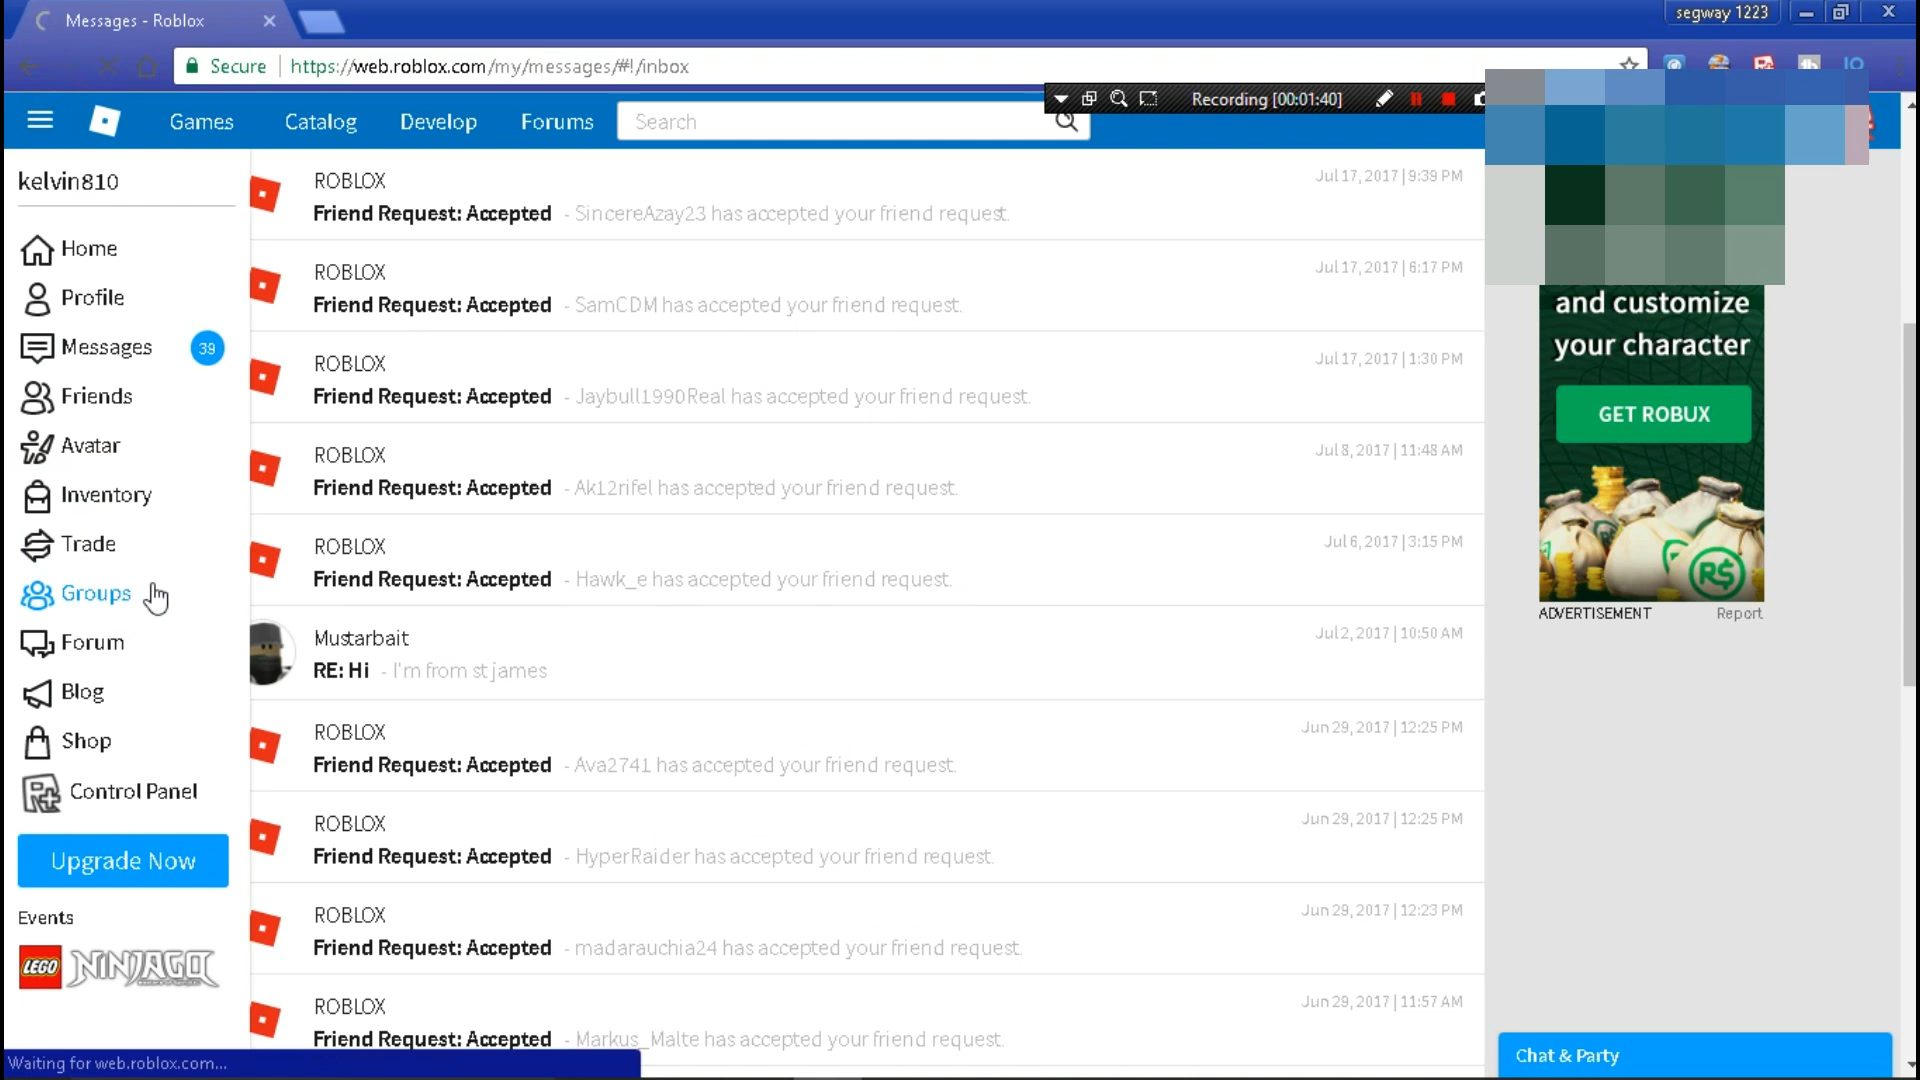 Messages - Roblox
segway 1223
Secure
https://web.roblox.com/my/messages/#!/inbox
Recording [00:01:40]
Games
Catalog
Develop
Forums
Search
kelvin810
Home
Profile
Messages
39
Friends
Avatar
Inventory
Trade
Groups
Forum
Blog
Shop
Control Panel
Upgrade Now
Events
LEGO NINJAGO
ROBLOX
Jul 17, 2017 | 9:39 PM
Friend Request: Accepted - SincereAzay23 has accepted your friend request.
ROBLOX
Jul 17, 2017 | 6:17 PM
Friend Request: Accepted - SamCDM has accepted your friend request.
ROBLOX
Jul 17, 2017 | 1:30 PM
Friend Request: Accepted - Jaybull1990Real has accepted your friend request.
ROBLOX
Jul 8, 2017 | 11:48 AM
Friend Request: Accepted - Ak12rifel has accepted your friend request.
ROBLOX
Jul 6, 2017 | 3:15 PM
Friend Request: Accepted - Hawk_e has accepted your friend request.
Mustarbait
Jul 2, 2017 | 10:50 AM
RE: Hi - I'm from st james
ROBLOX
Jun 29, 2017 | 12:25 PM
Friend Request: Accepted - Ava2741 has accepted your friend request.
ROBLOX
Jun 29, 2017 | 12:25 PM
Friend Request: Accepted - HyperRaider has accepted your friend request.
ROBLOX
Jun 29, 2017 | 12:23 PM
Friend Request: Accepted - madarauchia24 has accepted your friend request.
ROBLOX
Jun 29, 2017 | 11:57 AM
Friend Request: Accepted - Markus_Malte has accepted your friend request.
and customize
your character
GET ROBUX
R$
ADVERTISEMENT
Report
Chat & Party
Waiting for web.roblox.com...